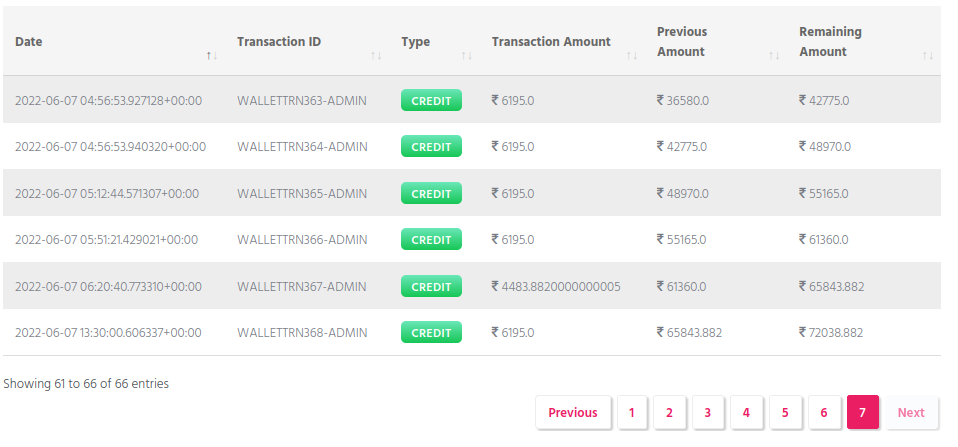 Date Transaction ID Type Transaction Amount Previous Amount Remaining Amount
2022-06-07 04:56:53.927128+00:00 WALLETTRN363-ADMIN CREDIT ₹ 6195.0 ₹ 36580.0 ₹ 42775.0
2022-06-07 04:56:53.940320+00:00 WALLETTRN364-ADMIN CREDIT ₹ 6195.0 ₹ 42775.0 ₹ 48970.0
2022-06-07 05:12:44.571307+00:00 WALLETTRN365-ADMIN CREDIT ₹ 6195.0 ₹ 48970.0 ₹ 55165.0
2022-06-07 05:51:21.429021+00:00 WALLETTRN366-ADMIN CREDIT ₹ 6195.0 ₹ 55165.0 ₹ 61360.0
2022-06-07 06:20:40.773310+00:00 WALLETTRN367-ADMIN CREDIT ₹ 4483.8820000000005 ₹ 61360.0 ₹ 65843.882
2022-06-07 13:30:00.606337+00:00 WALLETTRN368-ADMIN CREDIT ₹ 6195.0 ₹ 65843.882 ₹ 72038.882
Showing 61 to 66 of 66 entries
Previous 1 2 3 4 5 6 7 Next